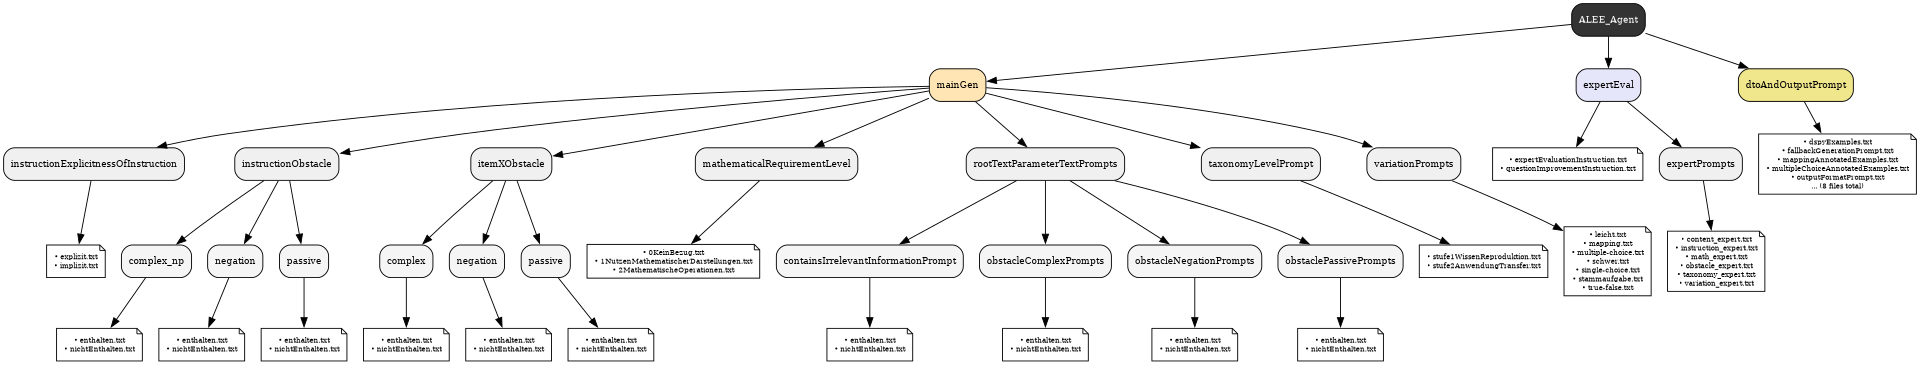 ALEE_Agent
mainGen
expertEval
dtoAndOutputPrompt
instructionExplicitnessOfInstruction
instructionObstacle
itemXObstacle
mathematicalRequirementLevel
rootTextParameterTextPrompts
taxonomyLevelPrompt
variationPrompts
• expertEvaluationInstruction.txt
• questionImprovementInstruction.txt
expertPrompts
• dspyExamples.txt
• fallbackGenerationPrompt.txt
• mappingAnnotatedExamples.txt
• multipleChoiceAnnotatedExamples.txt
• outputFormatPrompt.txt
... (8 files total)
• explizit.txt
• implizit.txt
complex_np
negation
passive
complex
negation
passive
• 0KeinBezug.txt
• 1NutzenMathematischerDarstellungen.txt
• 2MathematischeOperationen.txt
containsIrrelevantInformationPrompt
obstacleComplexPrompts
obstacleNegationPrompts
obstaclePassivePrompts
• stufe1WissenReproduktion.txt
• stufe2AnwendungTransfer.txt
• leicht.txt
• mapping.txt
• multiple-choice.txt
• schwer.txt
• single-choice.txt
• stammaufgabe.txt
• true-false.txt
• content_expert.txt
• instruction_expert.txt
• math_expert.txt
• obstacle_expert.txt
• taxonomy_expert.txt
• variation_expert.txt
• enthalten.txt
• nichtEnthalten.txt
• enthalten.txt
• nichtEnthalten.txt
• enthalten.txt
• nichtEnthalten.txt
• enthalten.txt
• nichtEnthalten.txt
• enthalten.txt
• nichtEnthalten.txt
• enthalten.txt
• nichtEnthalten.txt
• enthalten.txt
• nichtEnthalten.txt
• enthalten.txt
• nichtEnthalten.txt
• enthalten.txt
• nichtEnthalten.txt
• enthalten.txt
• nichtEnthalten.txt